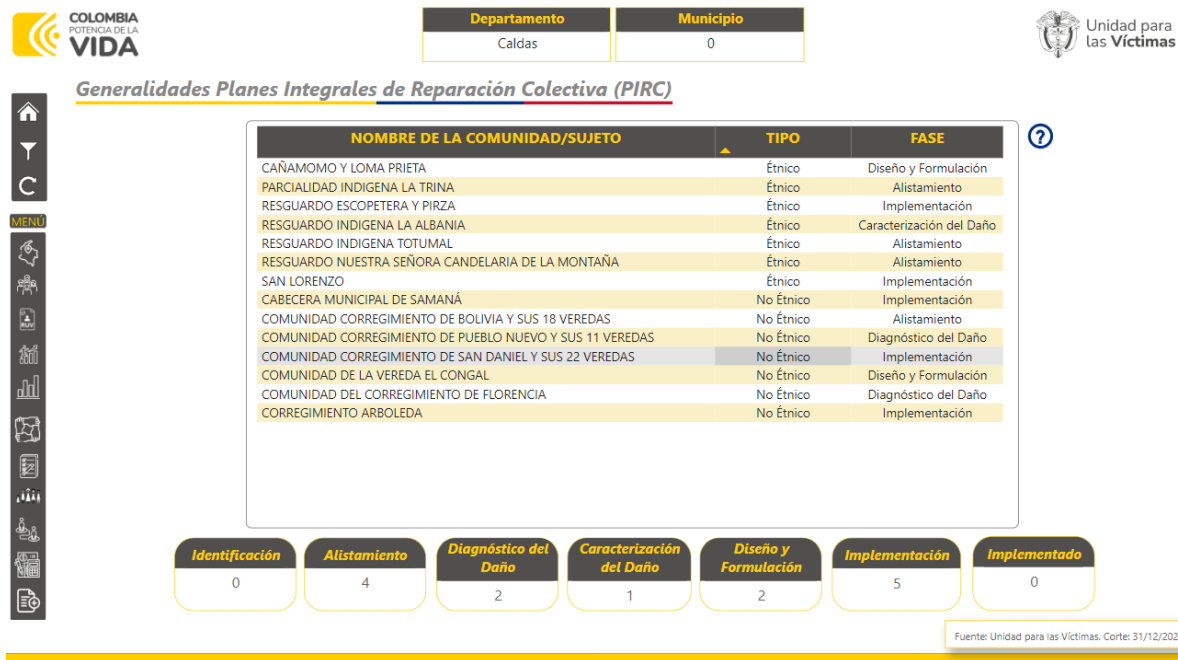 COLOMBIA
POTENCIA DE LA
VIDA
Departamento
Caldas
Municipio
0
Unidad para
las Víctimas
Generalidades Planes Integrales de Reparación Colectiva (PIRC)
MENÚ
RUV
?
NOMBRE DE LA COMUNIDAD/SUJETO TIPO FASE
CAÑAMOMO Y LOMA PRIETA Étnico Diseño y Formulación
PARCIALIDAD INDIGENA LA TRINA Étnico Alistamiento
RESGUARDO ESCOPETERA Y PIRZA Étnico Implementación
RESGUARDO INDIGENA LA ALBANIA Étnico Caracterización del Daño
RESGUARDO INDIGENA TOTUMAL Étnico Alistamiento
RESGUARDO NUESTRA SEÑORA CANDELARIA DE LA MONTAÑA Étnico Alistamiento
SAN LORENZO Étnico Implementación
CABECERA MUNICIPAL DE SAMANÁ No Étnico Implementación
COMUNIDAD CORREGIMIENTO DE BOLIVIA Y SUS 18 VEREDAS No Étnico Alistamiento
COMUNIDAD CORREGIMIENTO DE PUEBLO NUEVO Y SUS 11 VEREDAS No Étnico Diagnóstico del Daño
COMUNIDAD CORREGIMIENTO DE SAN DANIEL Y SUS 22 VEREDAS No Étnico Implementación
COMUNIDAD DE LA VEREDA EL CONGAL No Étnico Diseño y Formulación
COMUNIDAD DEL CORREGIMIENTO DE FLORENCIA No Étnico Diagnóstico del Daño
CORREGIMIENTO ARBOLEDA No Étnico Implementación
Identificación
0
Alistamiento
4
Diagnóstico del
Daño
2
Caracterización
del Daño
1
Diseño y
Formulación
2
Implementación
5
Implementado
0
Fuente: Unidad para las Víctimas. Corte: 31/12/202